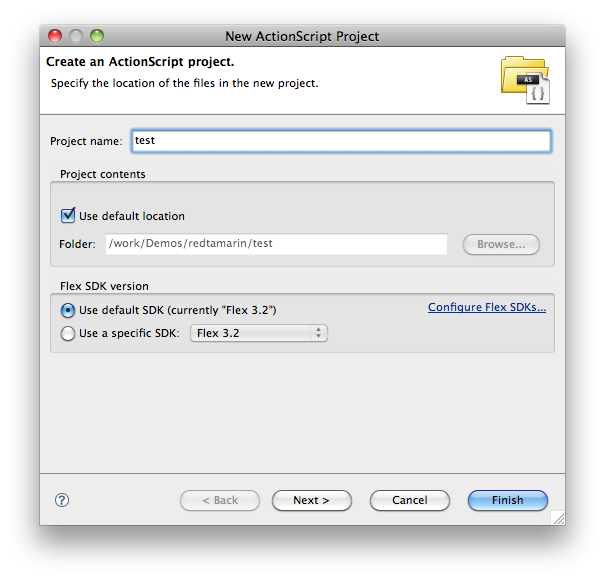 New ActionScript Project
Create an ActionScript project.
Specify the location of the files in the new project.
AS
{ }
Project name: test
Project contents
Use default location
Folder: /work/Demos/redtamarin/test Browse...
Flex SDK version
Use default SDK (currently "Flex 3.2") Configure Flex SDKs...
Use a specific SDK: Flex 3.2
? < Back Next > Cancel Finish